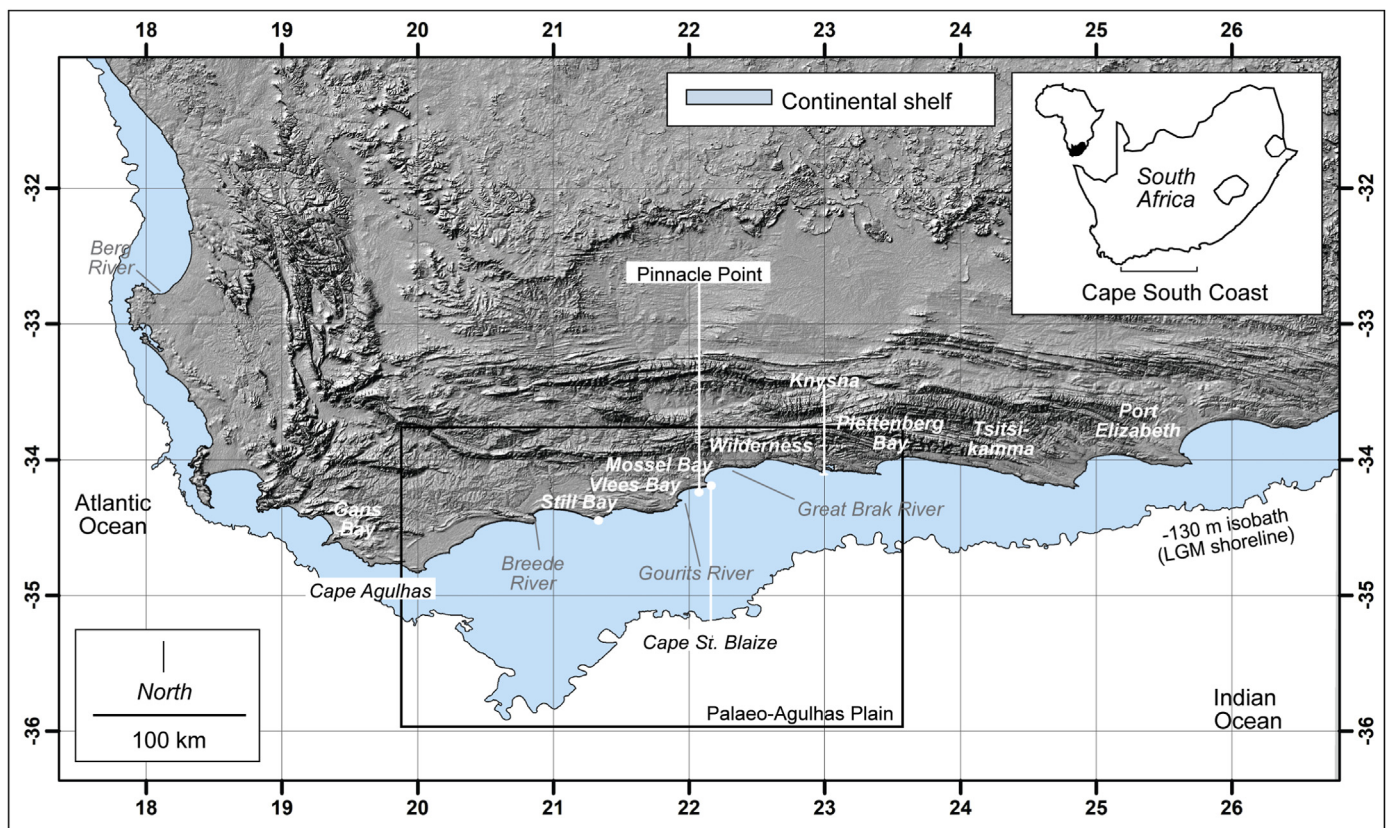 18 19 20 21 22 23 24 25 26
Continental shelf
South
Africa
Cape South Coast
-32
-32
Berg
River
Pinnacle Point
-33
-33
Knysna
Port
Elizabeth
Plettenberg
Bay
Tsitsi-
kamma
Wilderness
-34
-34
Mossel Bay
Vlees Bay
Still Bay
Gans
Bay
Great Brak River
Atlantic
Ocean
-130 m isobath
(LGM shoreline)
Breede
River
Gourits River
Cape Agulhas
-35
-35
Cape St. Blaize
North
100 km
Palaeo-Agulhas Plain
Indian
Ocean
-36
-36
18 19 20 21 22 23 24 25 26